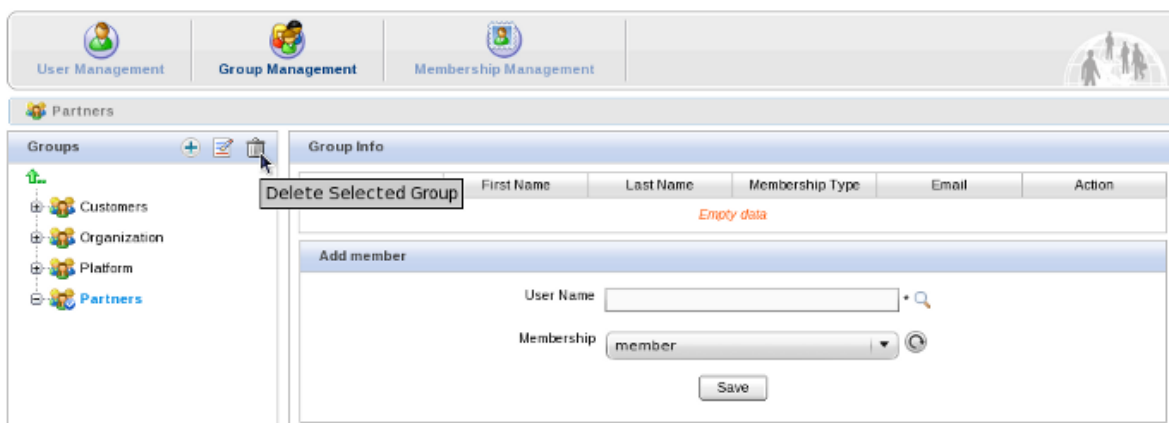 User Management Group Management Membership Management
Partners
Groups
Group Info
Delete Selected Group
First Name Last Name Membership Type Email Action
Empty data
Customers
Organization
Platform
Partners
Add member
User Name *
Membership member
Save